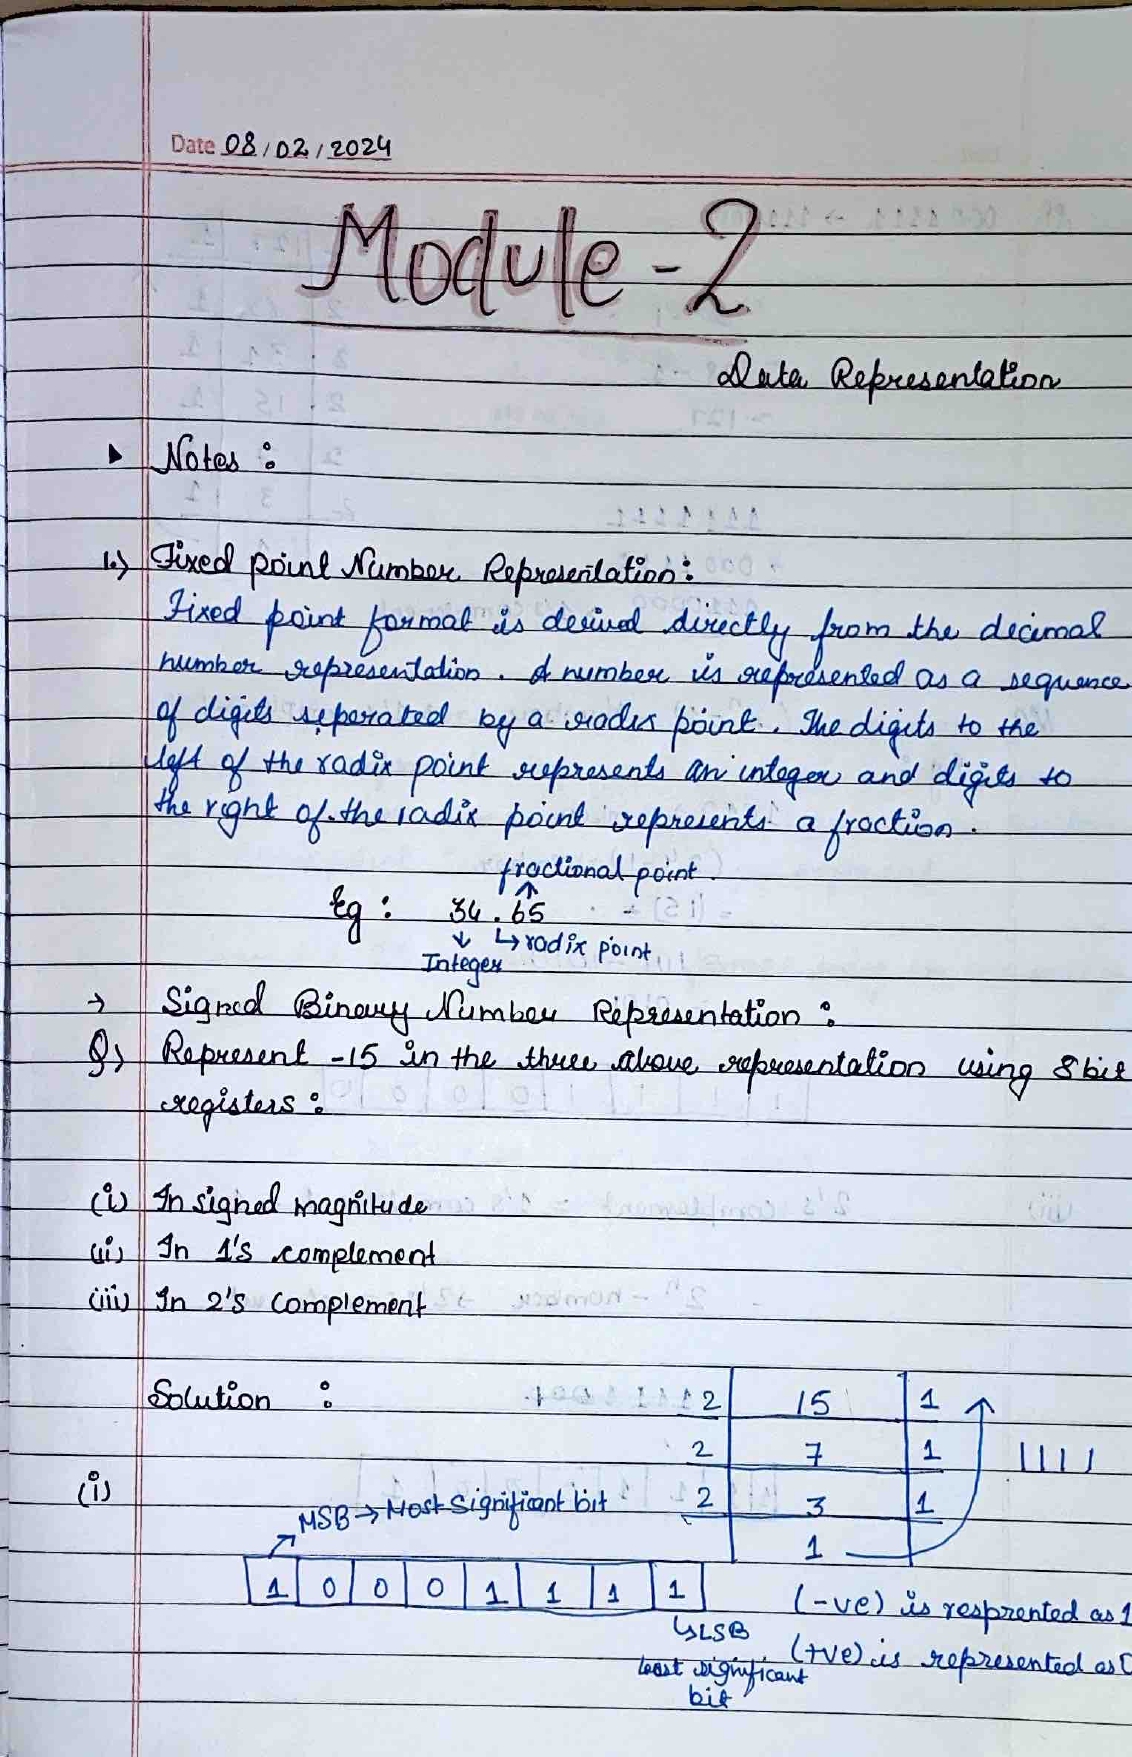 Date 08/02/2024
Module-2
Data Representation
Notes :
1.) Fixed point Number Representation:
Fixed point format is derived directly from the decimal
number representation. A number is represented as a sequence
of digits seperated by a radix point. The digits to the
left of the radix point represents an integer and digits to
the right of the radix point represents a fraction.
fractional point
Eg : 34.65
↓ ↳ radix point
Integer
→ Signed Binary Number Representation :
Q) Represent -15 in the three above representation using 8 bit
registers :
(i) In signed magnitude
(ii) In 1's complement
(iii) In 2's complement
Solution :
2 15 1
2 7 1 1111
(i)
2 3 1
MSB → Most Significant bit
1
1 0 0 0 1 1 1 1
(-ve) is resprented as 1
↳ LSB
(+ve) is represented as 0
least significant
bit